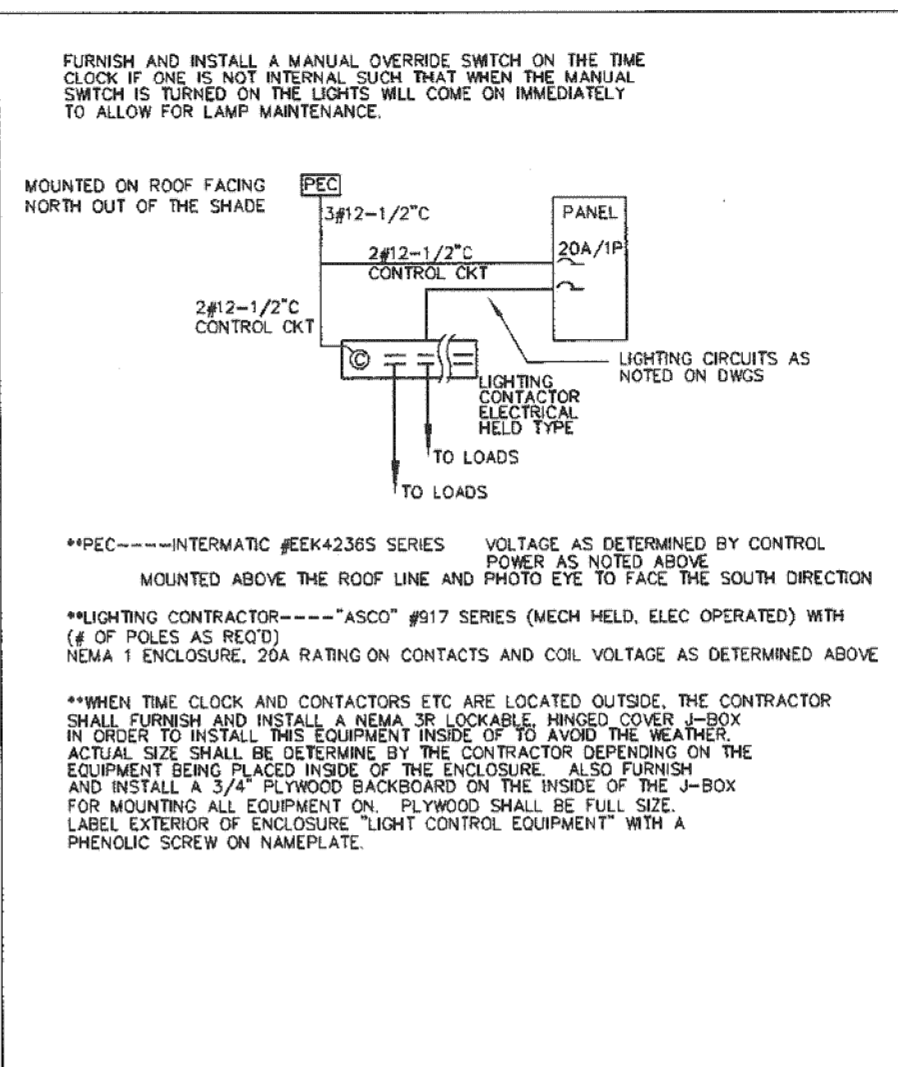 FURNISH AND INSTALL A MANUAL OVERRIDE SWITCH ON THE TIME
CLOCK IF ONE IS NOT INTERNAL SUCH THAT WHEN THE MANUAL
SWITCH IS TURNED ON THE LIGHTS WILL COME ON IMMEDIATELY
TO ALLOW FOR LAMP MAINTENANCE.
MOUNTED ON ROOF FACING
NORTH OUT OF THE SHADE
PEC
3#12-1/2"C
2#12-1/2"C
CONTROL CKT
PANEL
20A/1P
2#12-1/2"C
CONTROL CKT
C
LIGHTING CIRCUITS AS
NOTED ON DWGS
LIGHTING
CONTACTOR
ELECTRICAL
HELD TYPE
TO LOADS
TO LOADS
**PEC----INTERMATIC #EEK4236S SERIES VOLTAGE AS DETERMINED BY CONTROL
POWER AS NOTED ABOVE
MOUNTED ABOVE THE ROOF LINE AND PHOTO EYE TO FACE THE SOUTH DIRECTION
**LIGHTING CONTRACTOR----"ASCO" #917 SERIES (MECH HELD, ELEC OPERATED) WITH
(# OF POLES AS REQ'D)
NEMA 1 ENCLOSURE, 20A RATING ON CONTACTS AND COIL VOLTAGE AS DETERMINED ABOVE
**WHEN TIME CLOCK AND CONTACTORS ETC ARE LOCATED OUTSIDE, THE CONTRACTOR
SHALL FURNISH AND INSTALL A NEMA 3R LOCKABLE, HINGED COVER J-BOX
IN ORDER TO INSTALL THIS EQUIPMENT INSIDE OF TO AVOID THE WEATHER.
ACTUAL SIZE SHALL BE DETERMINE BY THE CONTRACTOR DEPENDING ON THE
EQUIPMENT BEING PLACED INSIDE OF THE ENCLOSURE. ALSO FURNISH
AND INSTALL A 3/4" PLYWOOD BACKBOARD ON THE INSIDE OF THE J-BOX
FOR MOUNTING ALL EQUIPMENT ON. PLYWOOD SHALL BE FULL SIZE.
LABEL EXTERIOR OF ENCLOSURE "LIGHT CONTROL EQUIPMENT" WITH A
PHENOLIC SCREW ON NAMEPLATE.